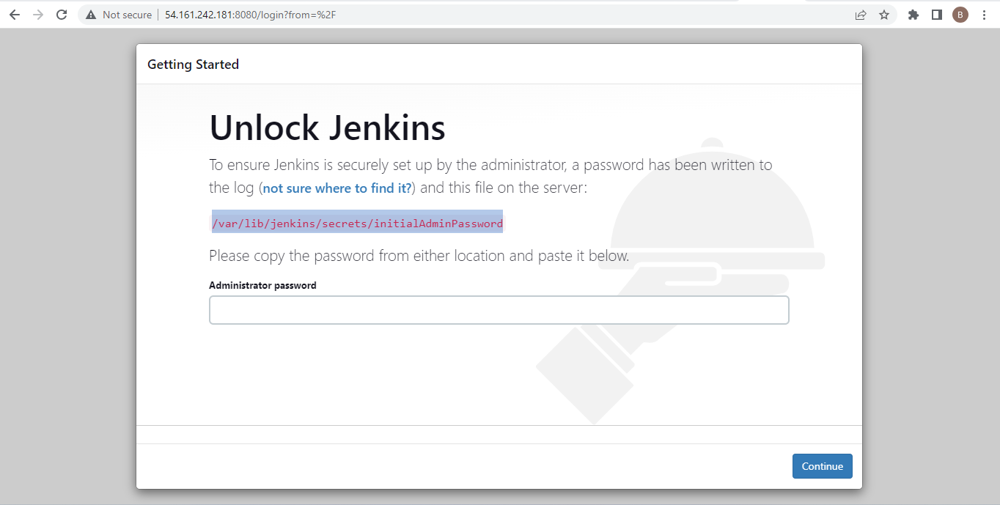 Not secure | 54.161.242.181:8080/login?from=%2F
B
Getting Started
Unlock Jenkins
To ensure Jenkins is securely set up by the administrator, a password has been written to
the log (not sure where to find it?) and this file on the server:
/var/lib/jenkins/secrets/initialAdminPassword
Please copy the password from either location and paste it below.
Administrator password
Continue